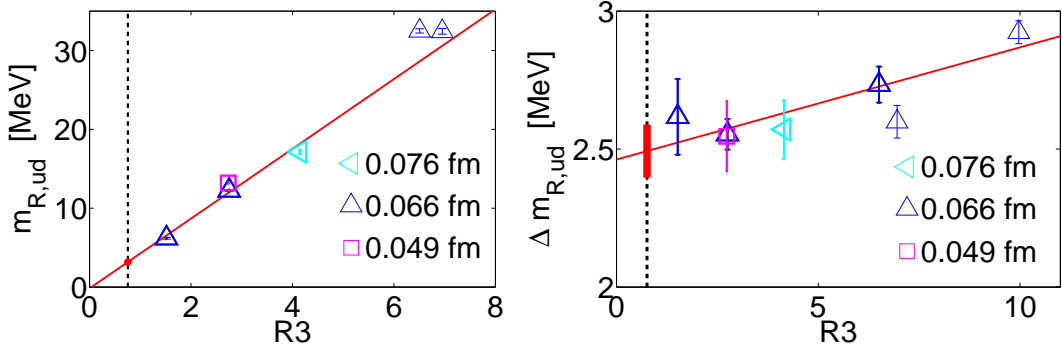 m_R,ud [MeV]
30
20
10
0
0 2 4 6 8
R3
0.076 fm
0.066 fm
0.049 fm
Δ m_R,ud [MeV]
3
2.5
2
0 5 10
R3
0.076 fm
0.066 fm
0.049 fm